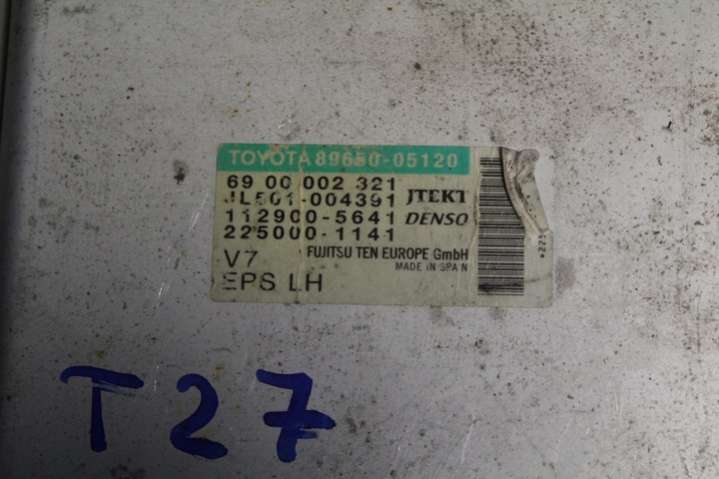 TOYOTA 89650-05120
69 00 002 321
JL501-004391 JTEKT
112900-5641 DENSO
225000-1141
V7 FUJITSU TEN EUROPE GmbH
MADE IN SPAIN
EPS LH
T27